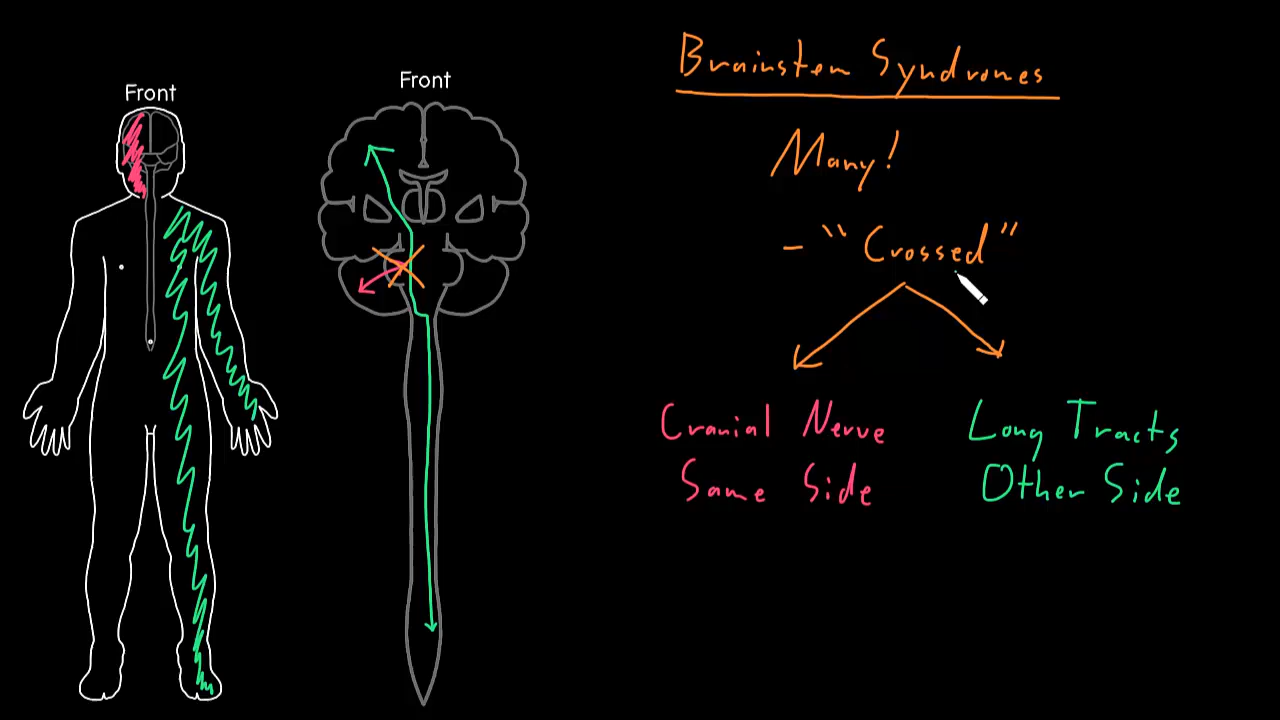 Front
Front
Brainstem Syndromes
Many!
- "Crossed"
Cranial Nerve
Same Side
Long Tracts
Other Side